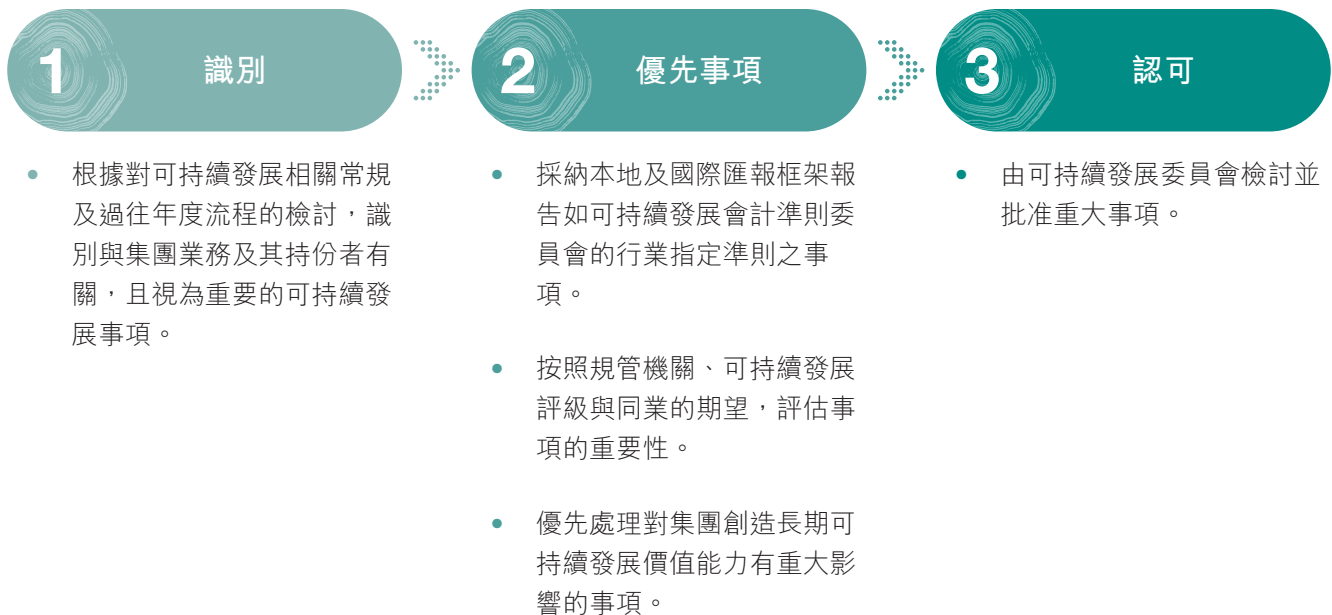 1
識別
根據對可持續發展相關常規
及過往年度流程的檢討，識
別與集團業務及其持份者有
關，且視為重要的可持續發
展事項。
2
優先事項
採納本地及國際匯報框架報
告如可持續發展會計準則委
員會的行業指定準則之事
項。
按照規管機關、可持續發展
評級與同業的期望，評估事
項的重要性。
優先處理對集團創造長期可
持續發展價值能力有重大影
響的事項。
3
認可
由可持續發展委員會檢討並
批准重大事項。